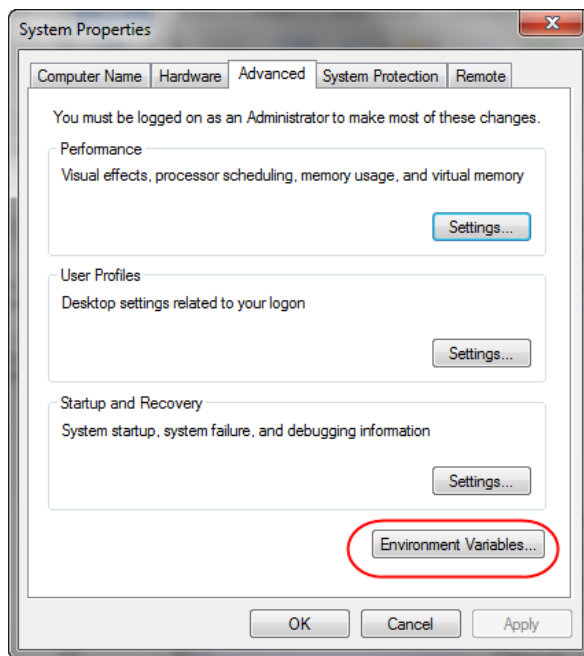 System Properties
Computer Name Hardware Advanced System Protection Remote
You must be logged on as an Administrator to make most of these changes.
Performance
Visual effects, processor scheduling, memory usage, and virtual memory
Settings...
User Profiles
Desktop settings related to your logon
Settings...
Startup and Recovery
System startup, system failure, and debugging information
Settings...
Environment Variables...
OK Cancel Apply